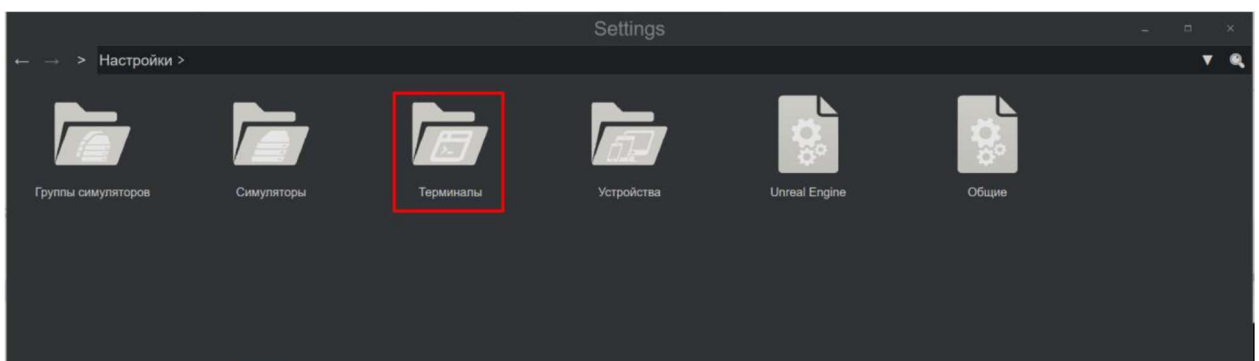 Settings
Настройки >
Группы симуляторов
Симуляторы
Терминалы
Устройства
Unreal Engine
Общие